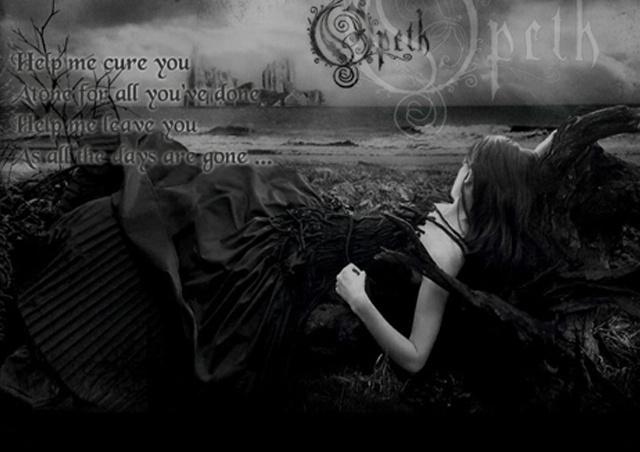 Help me cure you
Atone for all you've done
Help me leave you
As all the days are gone ...
Opeth
Opeth